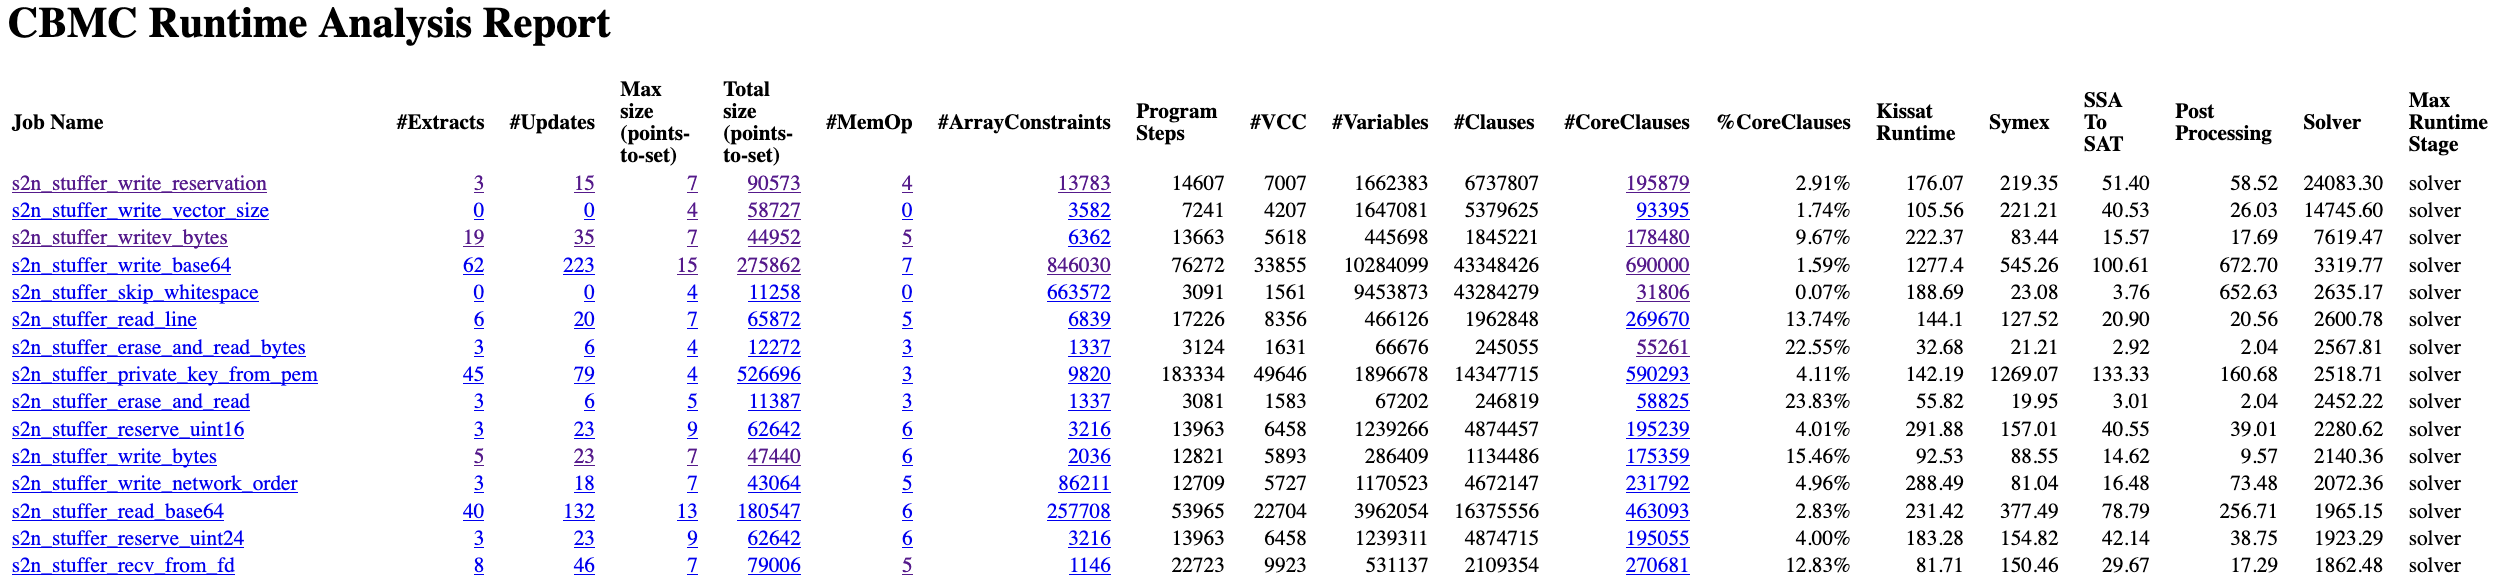 CBMC Runtime Analysis Report
Job Name #Extracts #Updates Max size (points-to-set) Total size (points-to-set) #MemOp #ArrayConstraints Program Steps #VCC #Variables #Clauses #CoreClauses %CoreClauses Kissat Runtime Symex SSA To SAT Post Processing Solver Max Runtime Stage
s2n_stuffer_write_reservation 3 15 7 90573 4 13783 14607 7007 1662383 6737807 195879 2.91% 176.07 219.35 51.40 58.52 24083.30 solver
s2n_stuffer_write_vector_size 0 0 4 58727 0 3582 7241 4207 1647081 5379625 93395 1.74% 105.56 221.21 40.53 26.03 14745.60 solver
s2n_stuffer_writev_bytes 19 35 7 44952 5 6362 13663 5618 445698 1845221 178480 9.67% 222.37 83.44 15.57 17.69 7619.47 solver
s2n_stuffer_write_base64 62 223 15 275862 7 846030 76272 33855 10284099 43348426 690000 1.59% 1277.4 545.26 100.61 672.70 3319.77 solver
s2n_stuffer_skip_whitespace 0 0 4 11258 0 663572 3091 1561 9453873 43284279 31806 0.07% 188.69 23.08 3.76 652.63 2635.17 solver
s2n_stuffer_read_line 6 20 7 65872 5 6839 17226 8356 466126 1962848 269670 13.74% 144.1 127.52 20.90 20.56 2600.78 solver
s2n_stuffer_erase_and_read_bytes 3 6 4 12272 3 1337 3124 1631 66676 245055 55261 22.55% 32.68 21.21 2.92 2.04 2567.81 solver
s2n_stuffer_private_key_from_pem 45 79 4 526696 3 9820 183334 49646 1896678 14347715 590293 4.11% 142.19 1269.07 133.33 160.68 2518.71 solver
s2n_stuffer_erase_and_read 3 6 5 11387 3 1337 3081 1583 67202 246819 58825 23.83% 55.82 19.95 3.01 2.04 2452.22 solver
s2n_stuffer_reserve_uint16 3 23 9 62642 6 3216 13963 6458 1239266 4874457 195239 4.01% 291.88 157.01 40.55 39.01 2280.62 solver
s2n_stuffer_write_bytes 5 23 7 47440 6 2036 12821 5893 286409 1134486 175359 15.46% 92.53 88.55 14.62 9.57 2140.36 solver
s2n_stuffer_write_network_order 3 18 7 43064 5 86211 12709 5727 1170523 4672147 231792 4.96% 288.49 81.04 16.48 73.48 2072.36 solver
s2n_stuffer_read_base64 40 132 13 180547 6 257708 53965 22704 3962054 16375556 463093 2.83% 231.42 377.49 78.79 256.71 1965.15 solver
s2n_stuffer_reserve_uint24 3 23 9 62642 6 3216 13963 6458 1239311 4874715 195055 4.00% 183.28 154.82 42.14 38.75 1923.29 solver
s2n_stuffer_recv_from_fd 8 46 7 79006 5 1146 22723 9923 531137 2109354 270681 12.83% 81.71 150.46 29.67 17.29 1862.48 solver